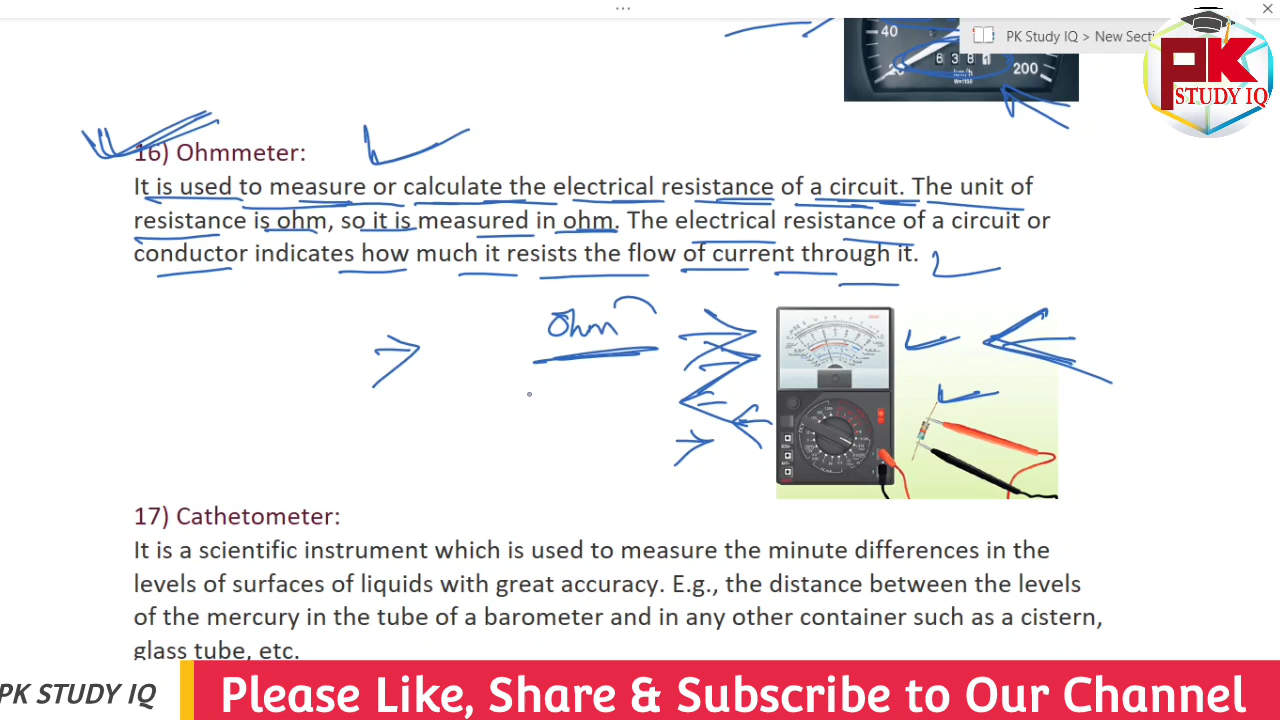 ...
40
PK Study IQ > New Secti
20
6381
200
PK
STUDY IQ
16) Ohmmeter:
It is used to measure or calculate the electrical resistance of a circuit. The unit of
resistance is ohm, so it is measured in ohm. The electrical resistance of a circuit or
conductor indicates how much it resists the flow of current through it.
Ohm
17) Cathetometer:
It is a scientific instrument which is used to measure the minute differences in the
levels of surfaces of liquids with great accuracy. E.g., the distance between the levels
of the mercury in the tube of a barometer and in any other container such as a cistern,
glass tube, etc.
PK STUDY IQ
Please Like, Share & Subscribe to Our Channel